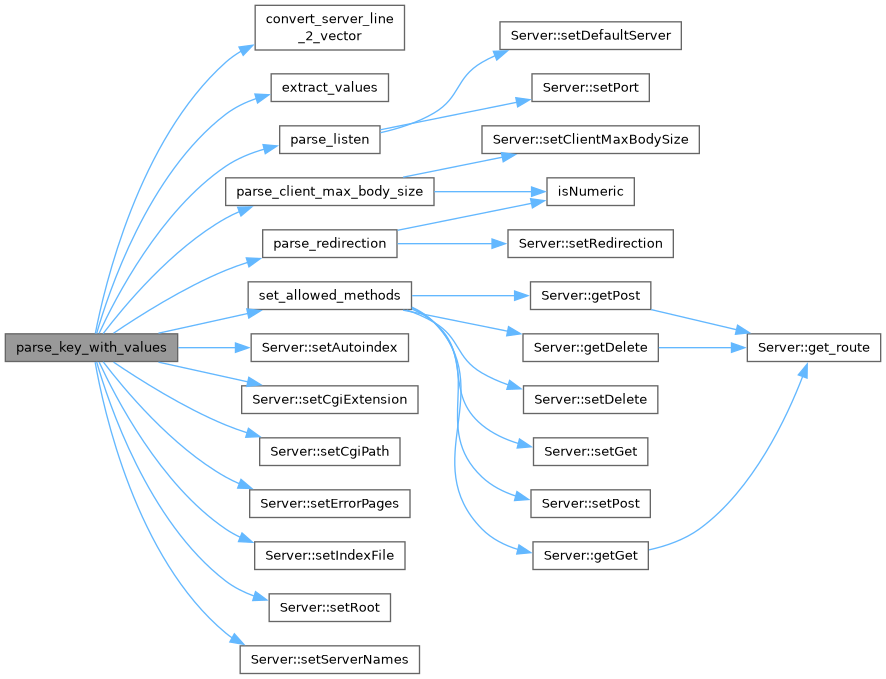 convert_server_line
_2_vector
Server::setDefaultServer
extract_values
Server::setPort
parse_listen
Server::setClientMaxBodySize
parse_client_max_body_size
isNumeric
parse_redirection
Server::setRedirection
set_allowed_methods
Server::getPost
parse_key_with_values
Server::setAutoindex
Server::getDelete
Server::get_route
Server::setCgiExtension
Server::setDelete
Server::setCgiPath
Server::setGet
Server::setErrorPages
Server::setPost
Server::setIndexFile
Server::getGet
Server::setRoot
Server::setServerNames